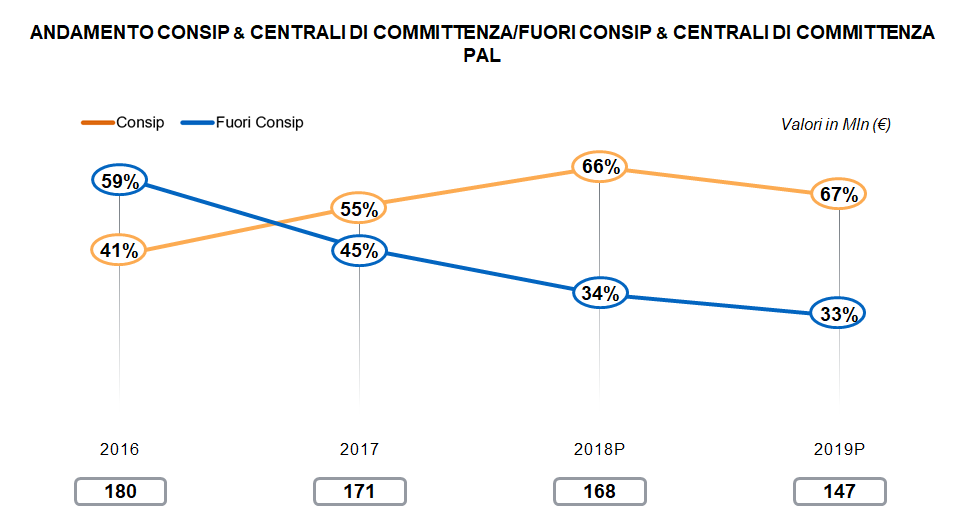 ANDAMENTO CONSIP & CENTRALI DI COMMITTENZA/FUORI CONSIP & CENTRALI DI COMMITTENZA
PAL
Consip Fuori Consip
Valori in Mln (€)
59% 55% 66% 67%
41% 45% 34% 33%
2016 2017 2018P 2019P
180 171 168 147